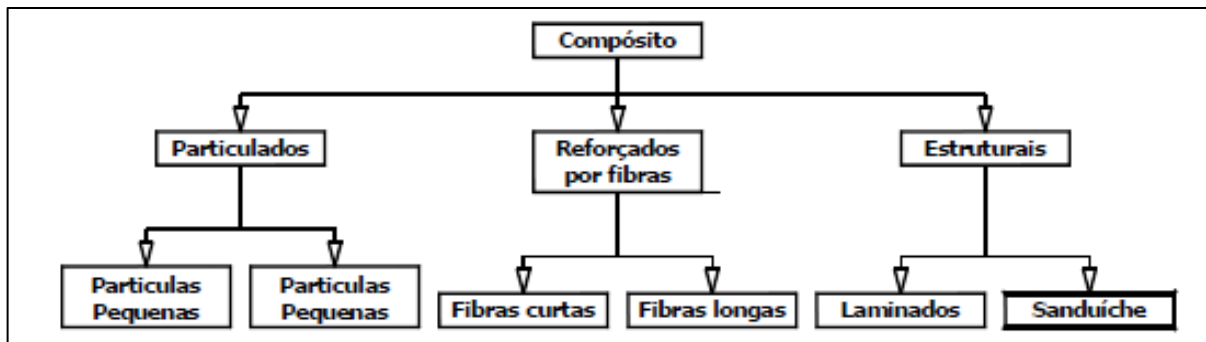 Compósito
Particulados
Reforçados
por fibras
Estruturais
Particulas
Pequenas
Particulas
Pequenas
Fibras curtas
Fibras longas
Laminados
Sanduíche